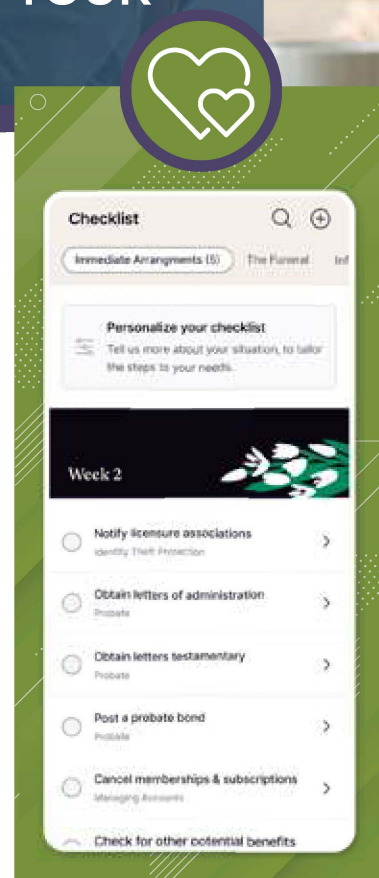 YOUR
Checklist
Immediate Arrangments (5) The Funeral Inf
Personalize your checklist
Tell us more about your situation, to tailor
the steps to your needs.
Week 2
Notify licensure associations
Identity Theft Protection
Obtain letters of administration
Probate
Obtain letters testamentary
Probate
Post a probate bond
Probate
Cancel memberships & subscriptions
Managing Accounts
Check for other potential benefits